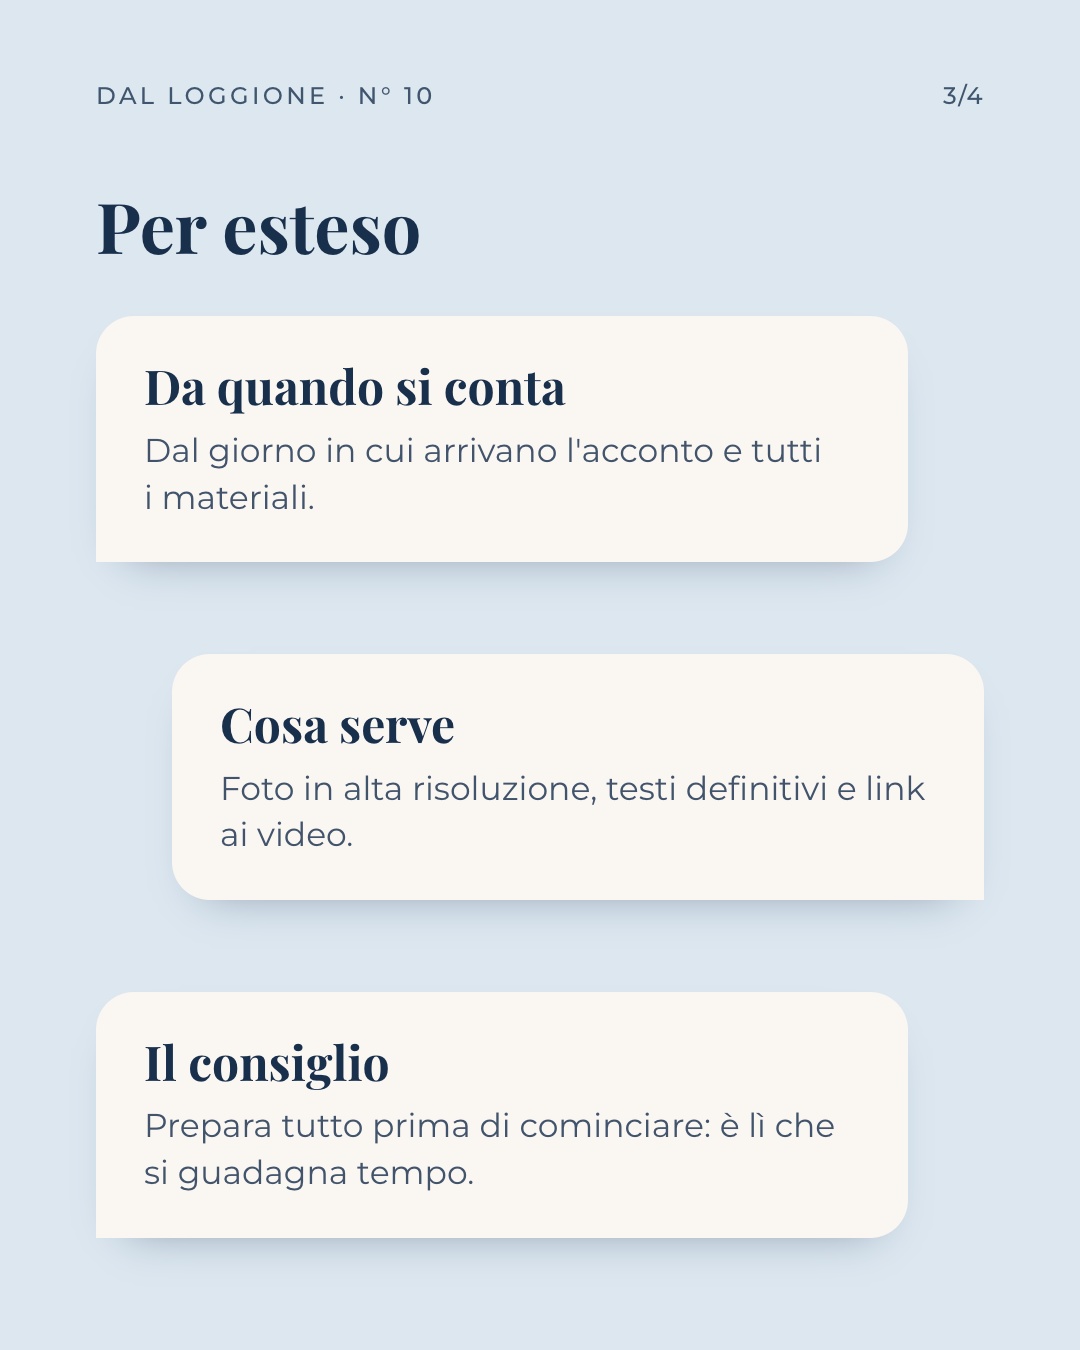 DAL LOGGIONE · N° 10
3/4
Per esteso
Da quando si conta
Dal giorno in cui arrivano l'acconto e tutti
i materiali.
Cosa serve
Foto in alta risoluzione, testi definitivi e link
ai video.
Il consiglio
Prepara tutto prima di cominciare: è lì che
si guadagna tempo.